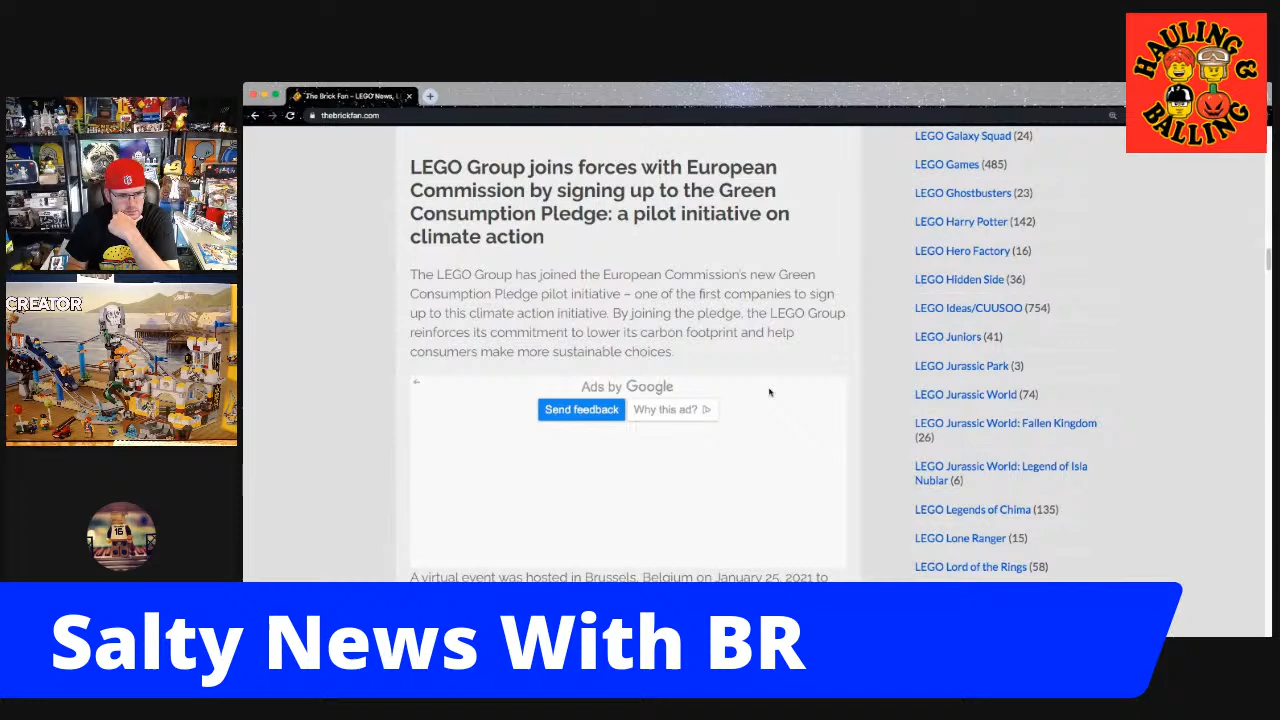 HAULING &
BALLING
The Brick Fan – LEGO News, L
thebrickfan.com
LEGO Group joins forces with European
Commission by signing up to the Green
Consumption Pledge: a pilot initiative on
climate action
The LEGO Group has joined the European Commission's new Green
Consumption Pledge pilot initiative – one of the first companies to sign
up to this climate action initiative. By joining the pledge, the LEGO Group
reinforces its commitment to lower its carbon footprint and help
consumers make more sustainable choices.
Ads by Google
Send feedback
Why this ad?
A virtual event was hosted in Brussels, Belgium on January 25, 2021 to
LEGO Galaxy Squad (24)
LEGO Games (485)
LEGO Ghostbusters (23)
LEGO Harry Potter (142)
LEGO Hero Factory (16)
LEGO Hidden Side (36)
LEGO Ideas/CUUSOO (754)
LEGO Juniors (41)
LEGO Jurassic Park (3)
LEGO Jurassic World (74)
LEGO Jurassic World: Fallen Kingdom
(26)
LEGO Jurassic World: Legend of Isla
Nublar (6)
LEGO Legends of Chima (135)
LEGO Lone Ranger (15)
LEGO Lord of the Rings (58)
CREATOR
16
Salty News With BR